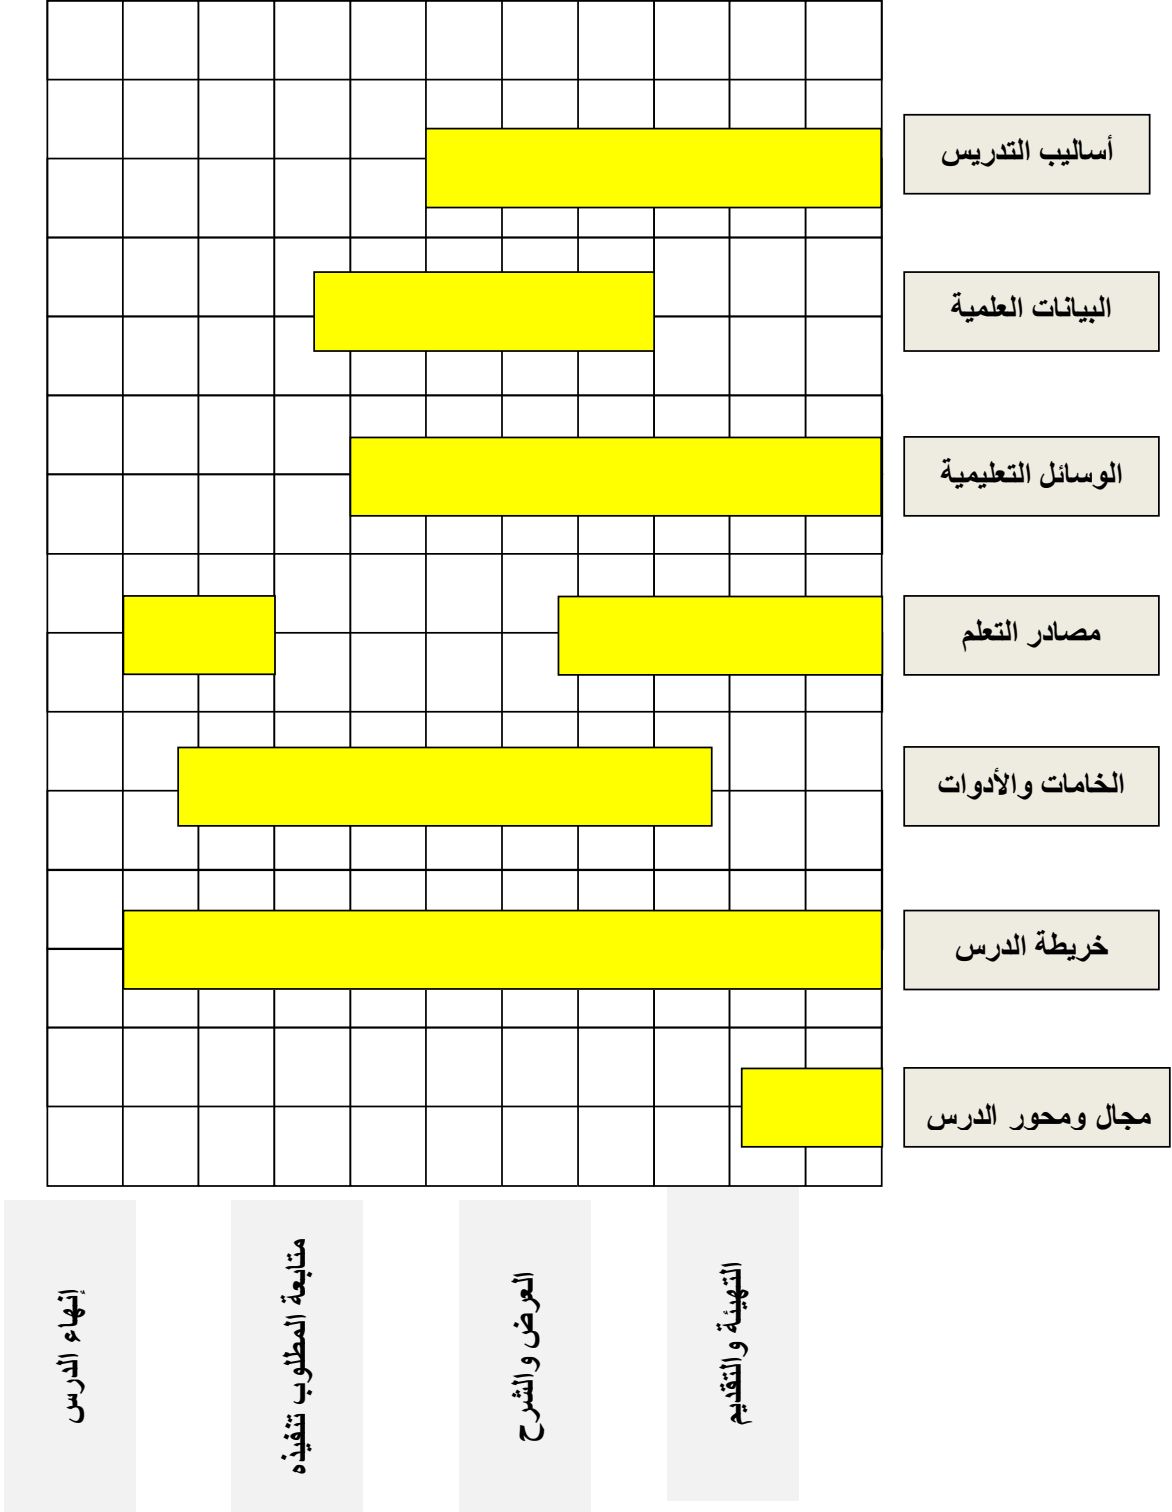 أساليب التدريس
البيانات العلمية
الوسائل التعليمية
مصادر التعلم
الخامات والأدوات
خريطة الدرس
مجال ومحور الدرس
التهيئة والتقديم
العرض والشرح
متابعة المطلوب تنفيذه
إنهاء الدرس